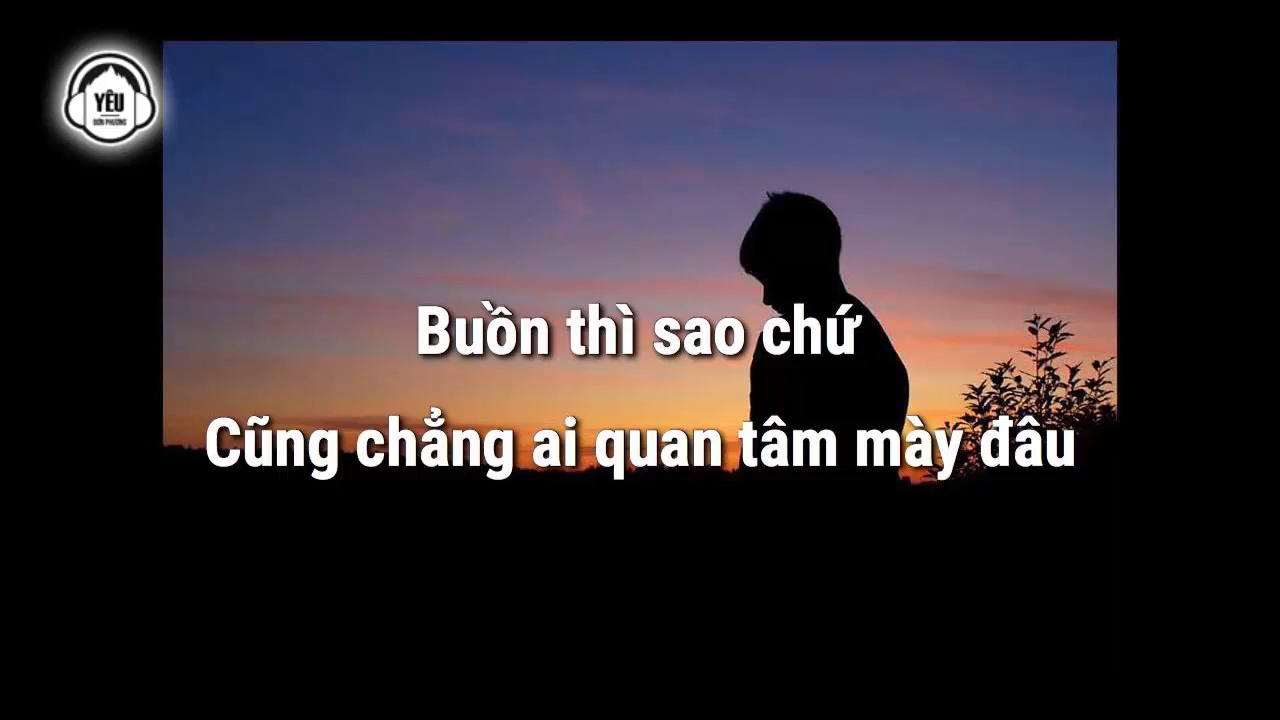 YÊU
ĐƠN PHƯƠNG
Buồn thì sao chứ
Cũng chẳng ai quan tâm mày đâu